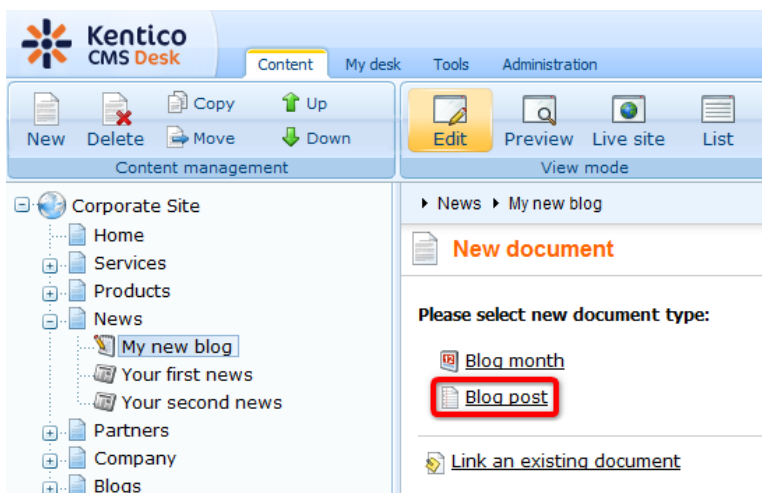 Kentico
CMS Desk
Content My desk Tools Administration
New Delete Copy Move Up Down
Content management
Edit Preview Live site List
View mode
Corporate Site
Home
Services
Products
News
My new blog
Your first news
Your second news
Partners
Company
Blogs
News My new blog
New document
Please select new document type:
Blog month
Blog post
Link an existing document